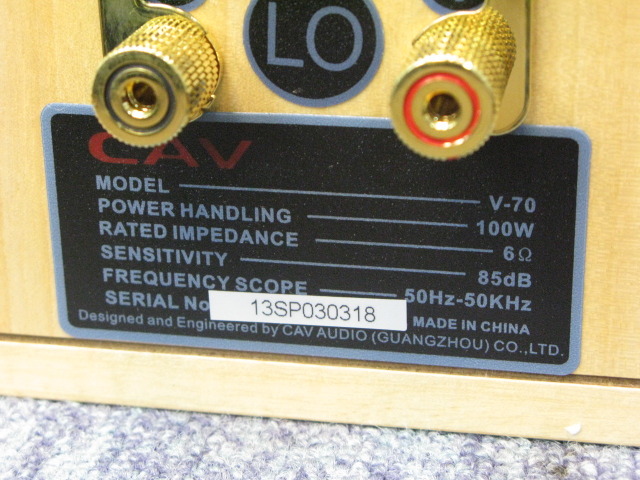 LO
CAV
MODEL V-70
POWER HANDLING 100W
RATED IMPEDANCE 6Ω
SENSITIVITY 85dB
FREQUENCY SCOPE 50Hz-50KHz
SERIAL No 13SP030318 MADE IN CHINA
Designed and Engineered by CAV AUDIO (GUANGZHOU) CO.,LTD.